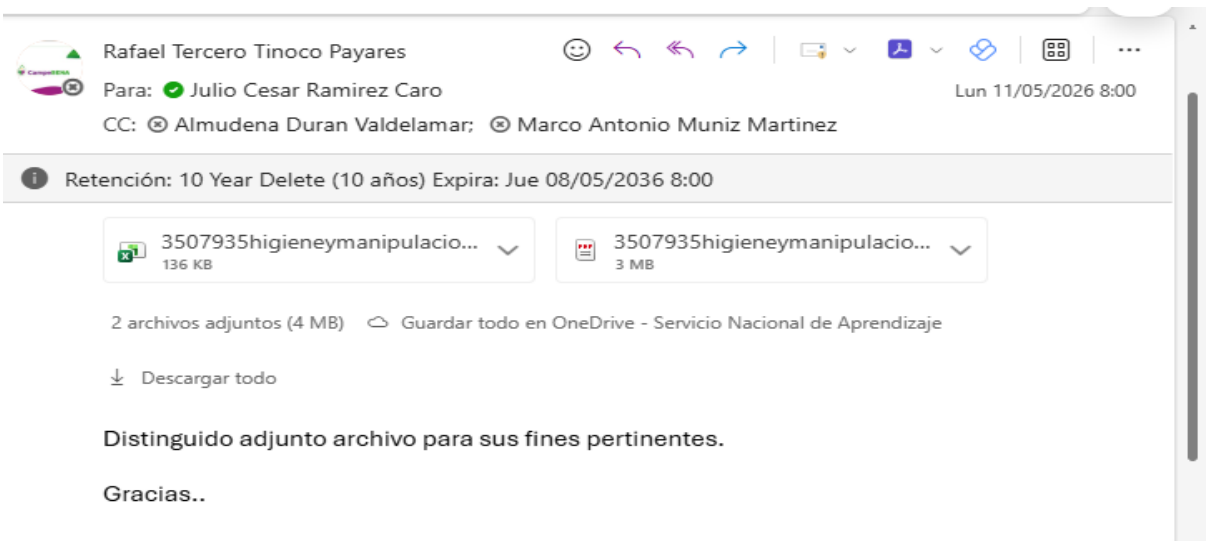 Rafael Tercero Tinoco Payares
CampeSENA
Para: Julio Cesar Ramirez Caro
Lun 11/05/2026 8:00
CC: Almudena Duran Valdelamar; Marco Antonio Muniz Martinez
Retención: 10 Year Delete (10 años) Expira: Jue 08/05/2036 8:00
3507935higieneymanipulacio...
136 KB
3507935higieneymanipulacio...
3 MB
2 archivos adjuntos (4 MB) Guardar todo en OneDrive - Servicio Nacional de Aprendizaje
Descargar todo
Distinguido adjunto archivo para sus fines pertinentes.
Gracias..